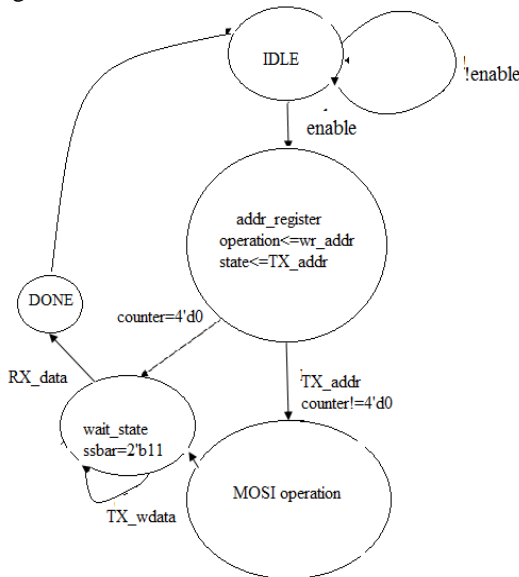 IDLE
!enable
enable
addr_register
operation<=wr_addr
state<=TX_addr
DONE
counter=4'd0
RX_data
TX_addr
counter!=4'd0
wait_state
ssbar=2'b11
MOSI operation
TX_wdata